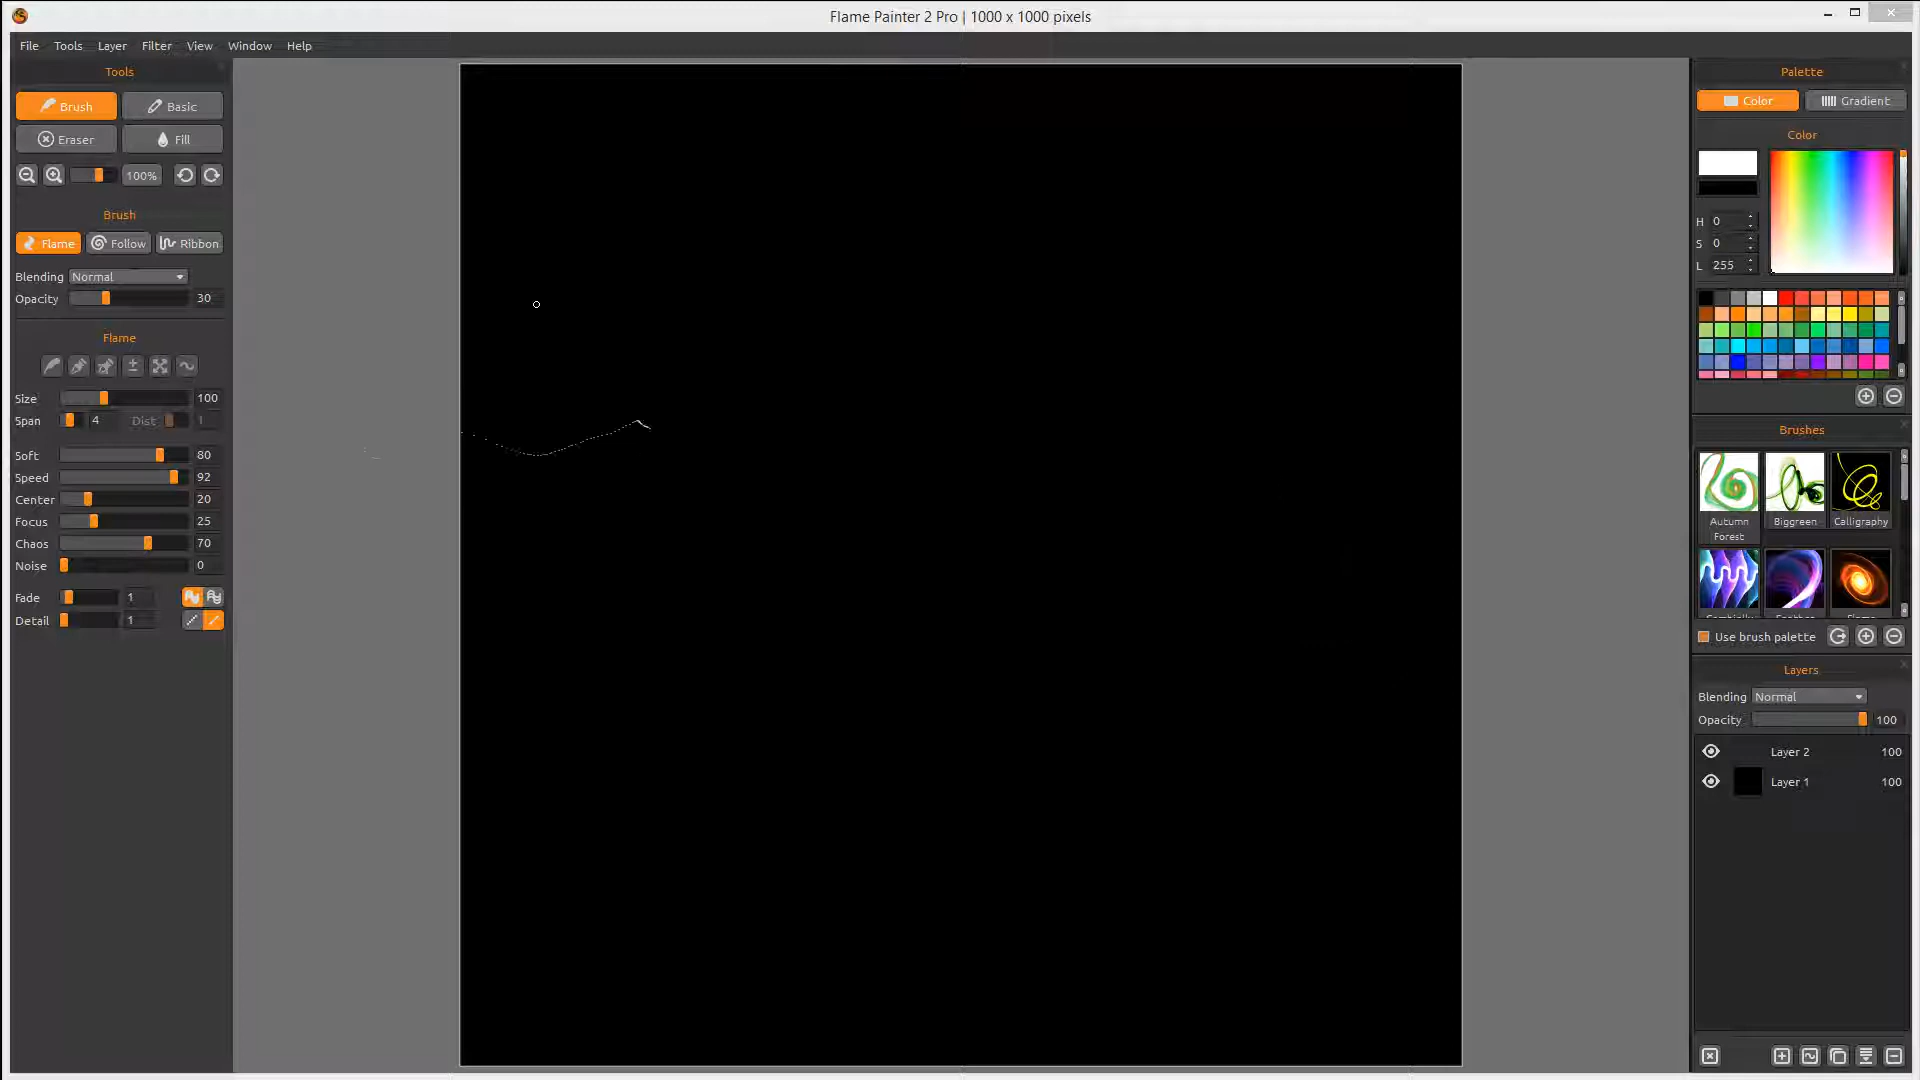 Flame Painter 2 Pro | 1000 x 1000 pixels
File Tools Layer Filter View Window Help
Tools
Brush Basic
Eraser Fill
100%
Brush
Flame Follow Ribbon
Blending Normal
Opacity 30
Flame
Size 100
Span 4 Dist 1
Soft 80
Speed 92
Center 20
Focus 25
Chaos 70
Noise 0
Fade 1
Detail 1
Palette
Color Gradient
Color
H 0
S 0
L 255
Brushes
Autumn Forest
Biggreen
Calligraphy
Use brush palette
Layers
Blending Normal
Opacity 100
Layer 2 100
Layer 1 100